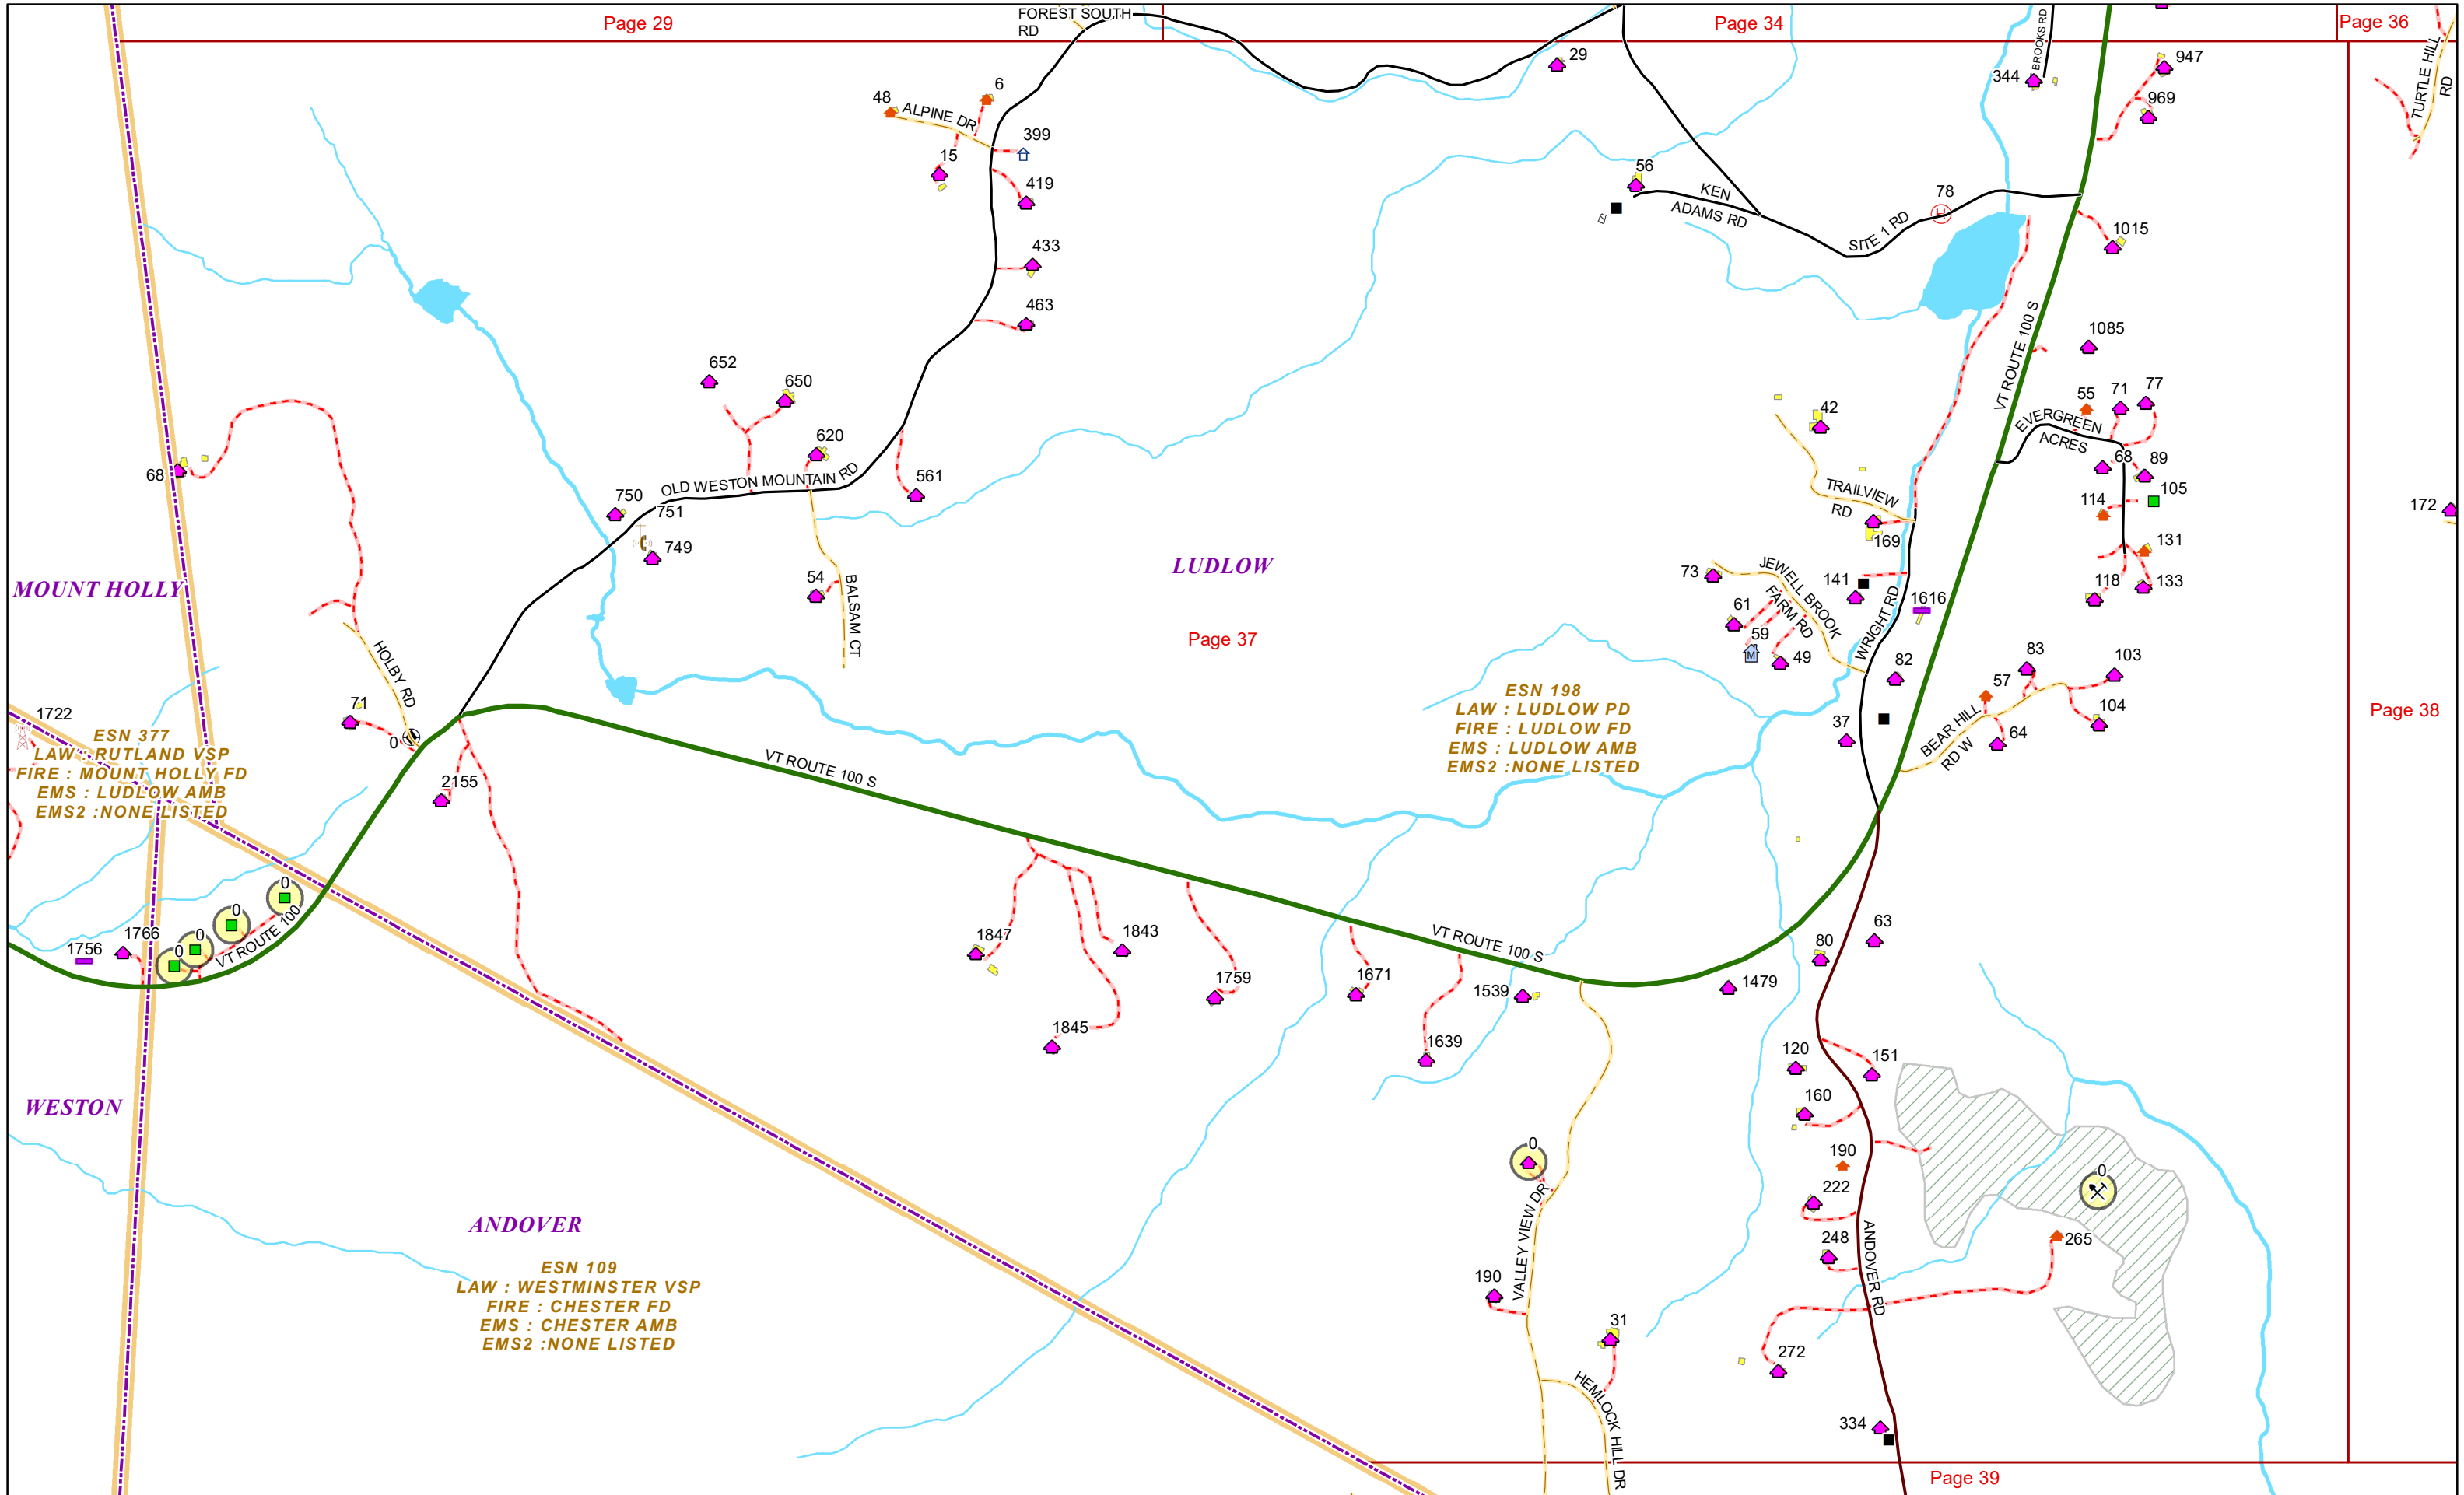 Page 29
FOREST SOUTH
RD
Page 34
Page 36
BROOKS RD
TURTLE HILL
RD
29
344
947
969
48
6
ALPINE DR
399
15
419
56
KEN
ADAMS RD
78
SITE 1 RD
433
1015
463
VT ROUTE 100 S
1085
652
650
55
71
77
42
EVERGREEN
ACRES
620
68
68
89
561
OLD WESTON MOUNTAIN RD
TRAILVIEW
RD
114
105
172
750
751
749
169
131
LUDLOW
MOUNT HOLLY
54
BALSAM CT
73
JEWELL BROOK
FARM RD
141
118
133
61
59
49
WRIGHT RD
1616
Page 37
HOLBY RD
82
83
103
57
104
64
71
0
37
BEAR HILL
RD W
Page 38
1722
ESN 377
LAW : RUTLAND VSP
FIRE : MOUNT HOLLY FD
EMS : LUDLOW AMB
EMS2 :NONE LISTED
ESN 198
LAW : LUDLOW PD
FIRE : LUDLOW FD
EMS : LUDLOW AMB
EMS2 :NONE LISTED
VT ROUTE 100 S
2155
0
0
0
0
VT ROUTE 100
1756
1766
1847
1843
1845
1759
1671
VT ROUTE 100 S
1639
1539
1479
80
63
120
151
160
WESTON
0
190
0
222
VALLEY VIEW DR
ANDOVER
248
ANDOVER RD
265
ESN 109
LAW : WESTMINSTER VSP
FIRE : CHESTER FD
EMS : CHESTER AMB
EMS2 :NONE LISTED
190
31
272
HEMLOCK HILL DR
334
Page 39
M
H